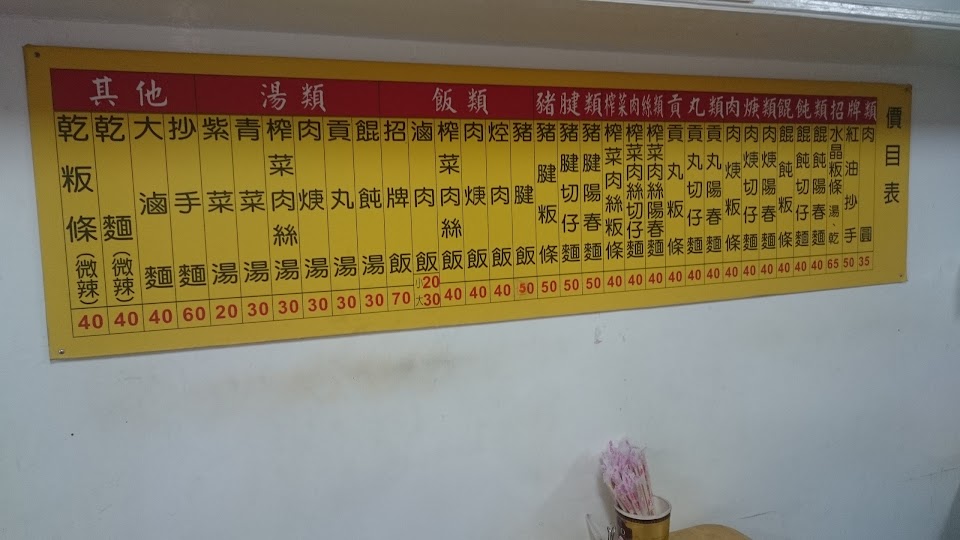 價目表
招牌類
肉圓 35
紅油抄手 50
水晶粄條 湯、乾 65
餛飩類
餛飩陽春麵 40
餛飩切仔麵 40
餛飩粄條 40
肉焿類
肉焿陽春麵 40
肉焿切仔麵 40
肉焿粄條 40
貢丸類
貢丸陽春麵 40
貢丸切仔麵 40
貢丸粄條 40
榨菜肉絲類
榨菜肉絲陽春麵 40
榨菜肉絲切仔麵 40
榨菜肉絲粄條 40
豬腱類
豬腱陽春麵 50
豬腱切仔麵 50
豬腱粄條 50
飯類
豬腱飯 50
焢肉飯 40
肉焿飯 40
榨菜肉絲飯 40
滷肉飯 小20 大30
招牌飯 70
湯類
餛飩湯 30
貢丸湯 30
肉焿湯 30
榨菜肉絲湯 30
青菜湯 30
紫菜湯 20
其他
抄手麵 60
大滷麵 40
乾麵(微辣) 40
乾粄條(微辣) 40